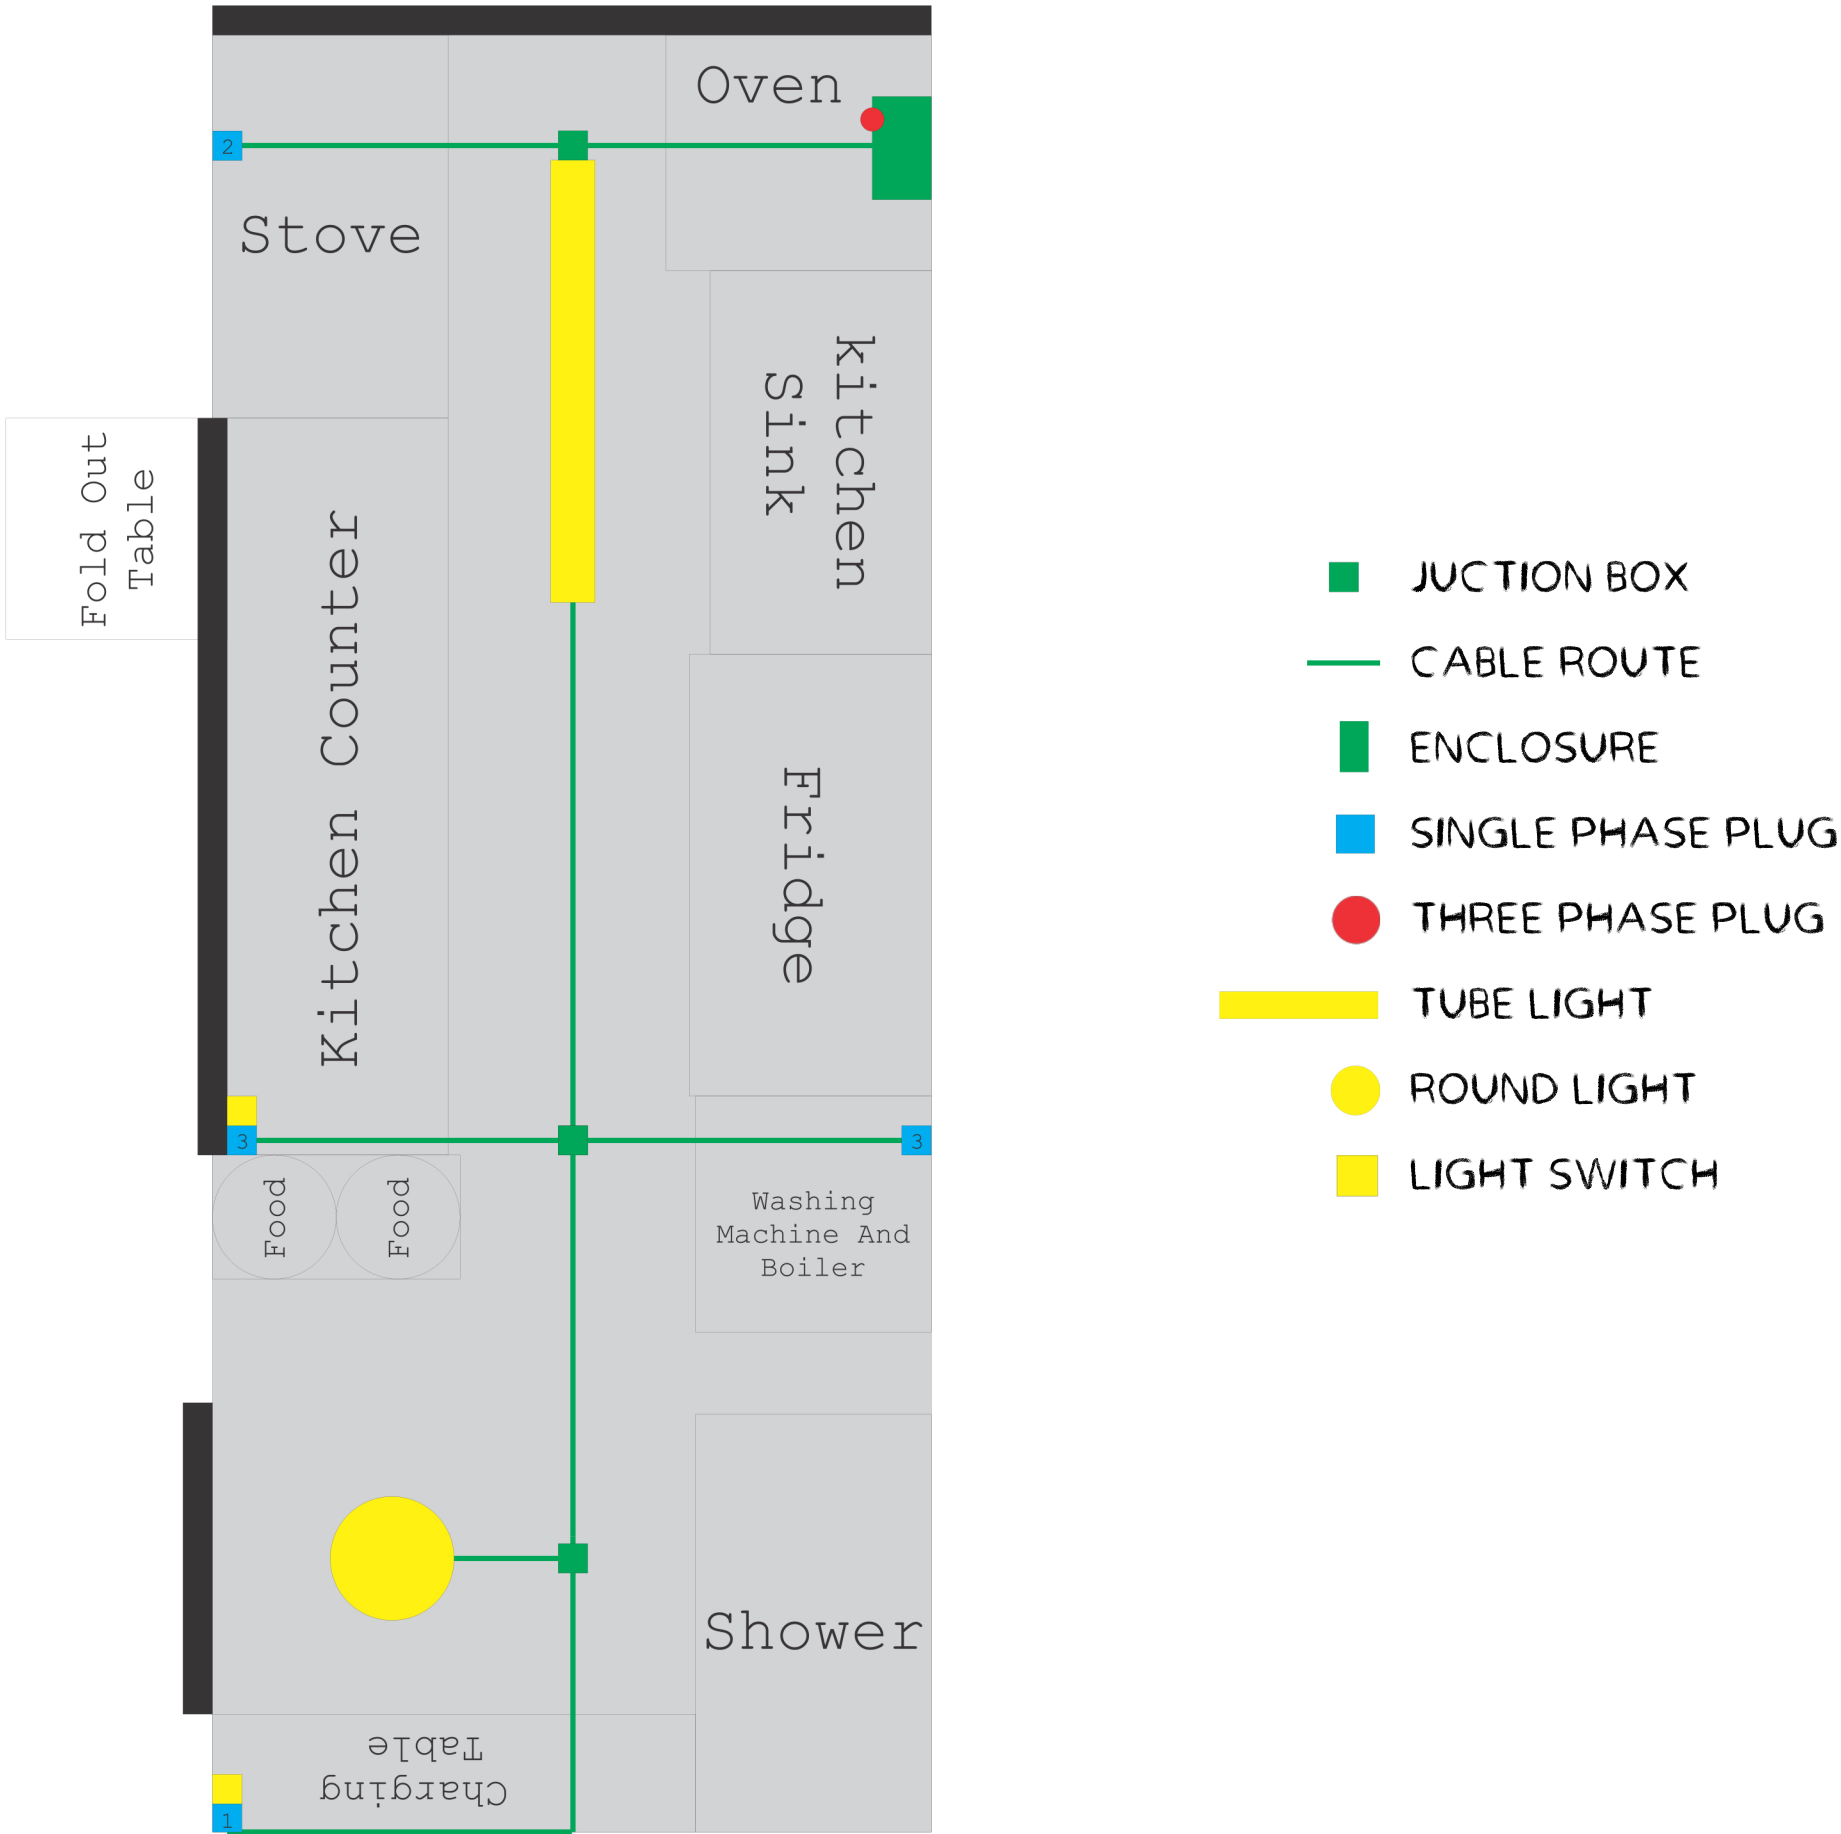 Oven
2
Stove
kitchen
Sink
Fold Out
Table
Kitchen Counter
Fridge
3
3
Food
Food
Washing
Machine And
Boiler
Shower
Charging
Table
1
JUCTION BOX
CABLE ROUTE
ENCLOSURE
SINGLE PHASE PLUG
THREE PHASE PLUG
TUBE LIGHT
ROUND LIGHT
LIGHT SWITCH